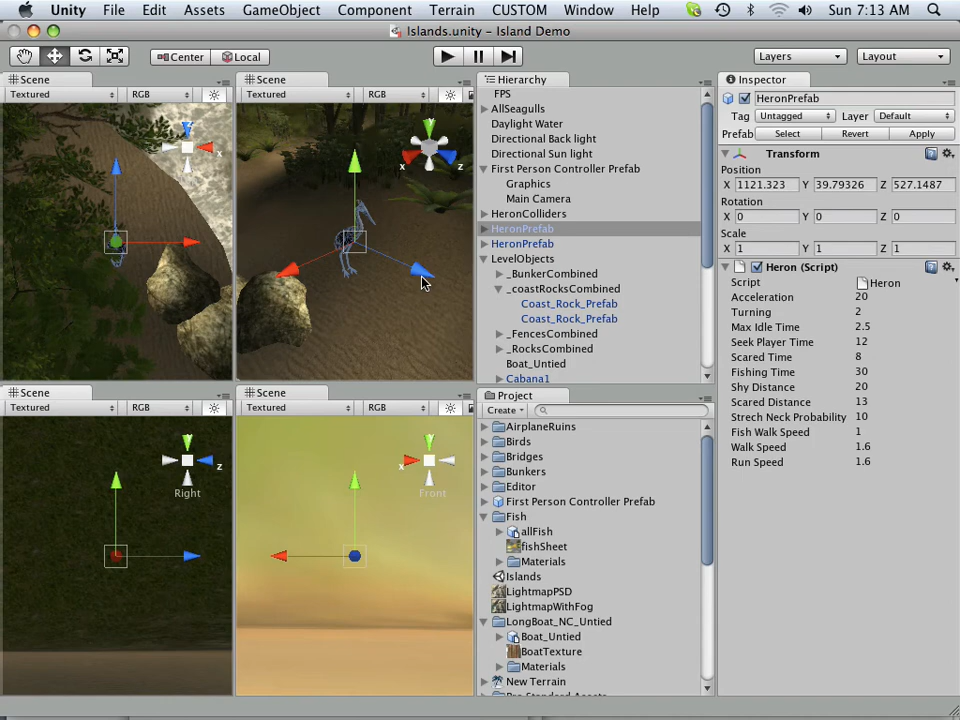 Unity File Edit Assets GameObject Component Terrain CUSTOM Window Help Sun 7:13 AM
Islands.unity - Island Demo
Center Local Layers Layout
Scene
Textured RGB
x
Scene
Textured RGB
y
x z
Scene
Textured RGB
y
z
Right
Scene
Textured RGB
y
x
Front
Hierarchy
FPS
AllSeagulls
Daylight Water
Directional Back light
Directional Sun light
First Person Controller Prefab
Graphics
Main Camera
HeronColliders
HeronPrefab
HeronPrefab
LevelObjects
_BunkerCombined
_coastRocksCombined
Coast_Rock_Prefab
Coast_Rock_Prefab
_FencesCombined
_RocksCombined
Boat_Untied
Cabana1
Project
Create
AirplaneRuins
Birds
Bridges
Bunkers
Editor
First Person Controller Prefab
Fish
allFish
fishSheet
Materials
Islands
LightmapPSD
LightmapWithFog
LongBoat_NC_Untied
Boat_Untied
BoatTexture
Materials
New Terrain
Inspector
HeronPrefab
Tag Untagged Layer Default
Prefab Select Revert Apply
Transform
Position
X 1121.323 Y 39.79326 Z 527.1487
Rotation
X 0 Y 0 Z 0
Scale
X 1 Y 1 Z 1
Heron (Script)
Script Heron
Acceleration 20
Turning 2
Max Idle Time 2.5
Seek Player Time 12
Scared Time 8
Fishing Time 30
Shy Distance 20
Scared Distance 13
Strech Neck Probability 10
Fish Walk Speed 1
Walk Speed 1.6
Run Speed 1.6